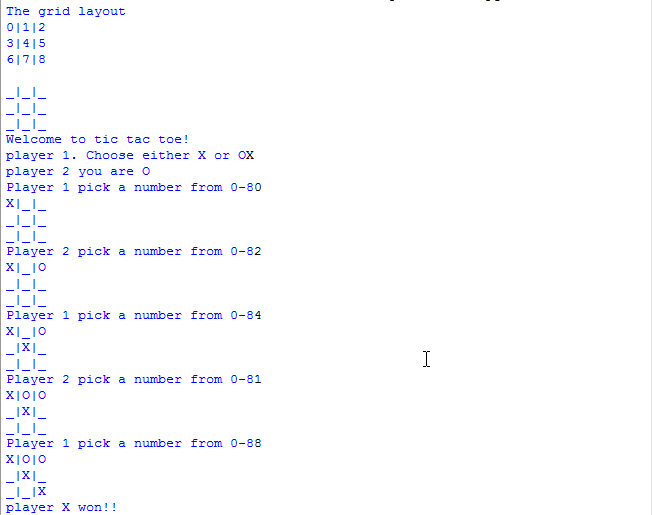 The grid layout
0|1|2
3|4|5
6|7|8
_|_|_
_|_|_
_|_|_
Welcome to tic tac toe!
player 1. Choose either X or OX
player 2 you are O
Player 1 pick a number from 0-80
X|_|_
_|_|_
_|_|_
Player 2 pick a number from 0-82
X|_|O
_|_|_
_|_|_
Player 1 pick a number from 0-84
X|_|O
_|X|_
_|_|_
Player 2 pick a number from 0-81
X|O|O
_|X|_
_|_|_
Player 1 pick a number from 0-88
X|O|O
_|X|_
_|_|X
player X won!!